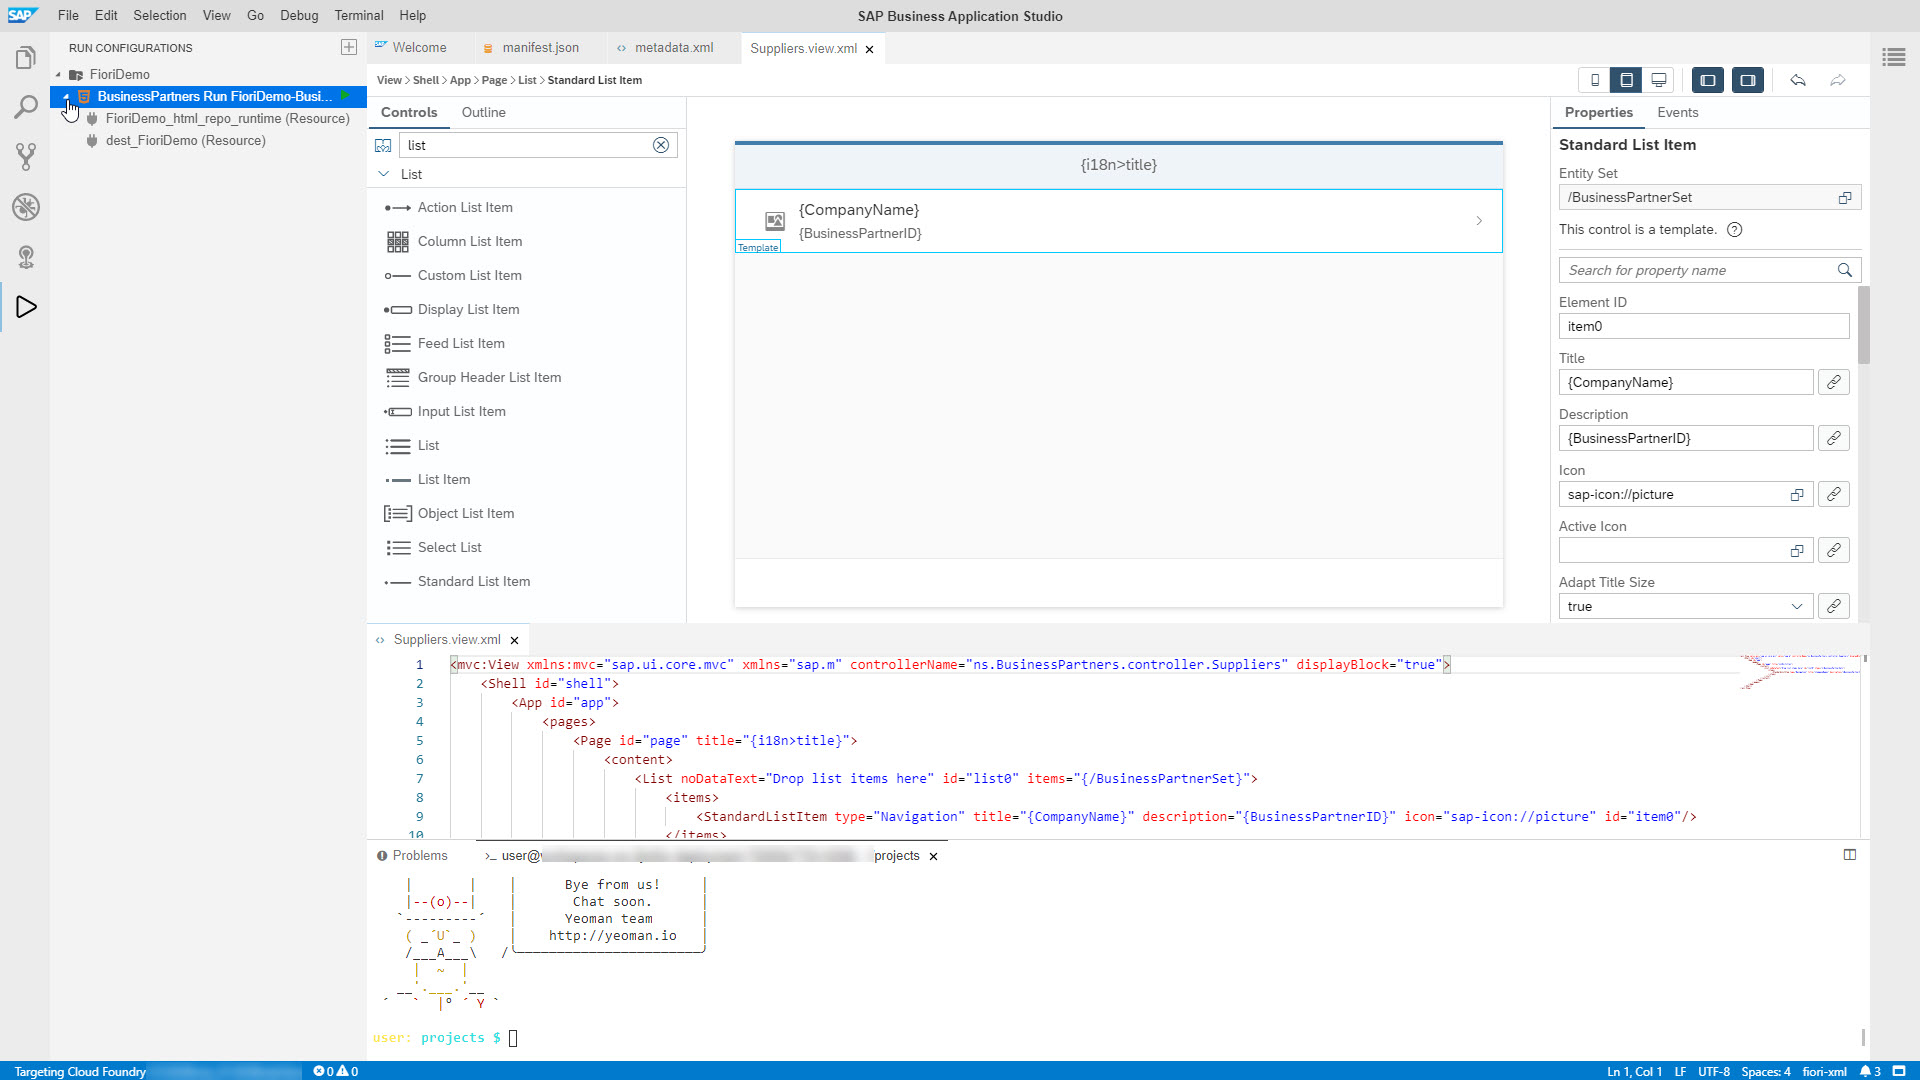 SAP File Edit Selection View Go Debug Terminal Help SAP Business Application Studio
RUN CONFIGURATIONS
FioriDemo
BusinessPartners Run FioriDemo-Busi...
FioriDemo_html_repo_runtime (Resource)
dest_FioriDemo (Resource)
Welcome manifest.json metadata.xml Suppliers.view.xml
View > Shell > App > Page > List > Standard List Item
Controls Outline
list
List
Action List Item
Column List Item
Custom List Item
Display List Item
Feed List Item
Group Header List Item
Input List Item
List
List Item
Object List Item
Select List
Standard List Item
{i18n>title}
{CompanyName}
{BusinessPartnerID}
Template
Properties Events
Standard List Item
Entity Set
/BusinessPartnerSet
This control is a template.
Search for property name
Element ID
item0
Title
{CompanyName}
Description
{BusinessPartnerID}
Icon
sap-icon://picture
Active Icon
Adapt Title Size
true
Suppliers.view.xml
1 <mvc:View xmlns:mvc="sap.ui.core.mvc" xmlns="sap.m" controllerName="ns.BusinessPartners.controller.Suppliers" displayBlock="true">
2 <Shell id="shell">
3 <App id="app">
4 <pages>
5 <Page id="page" title="{i18n>title}">
6 <content>
7 <List noDataText="Drop list items here" id="list0" items="{/BusinessPartnerSet}">
8 <items>
9 <StandardListItem type="Navigation" title="{CompanyName}" description="{BusinessPartnerID}" icon="sap-icon://picture" id="item0"/>
10 </items>
Problems >_ user@ projects
| | | Bye from us! |
|--(o)--| | Chat soon. |
`---------´ | Yeoman team |
( _´U`_ ) | http://yeoman.io |
/___A___\ /
| ~ |
__'.___.'__
´ ` |° ´ Y `
user: projects $
Targeting Cloud Foundry 0 0 Ln 1, Col 1 LF UTF-8 Spaces: 4 fiori-xml 3